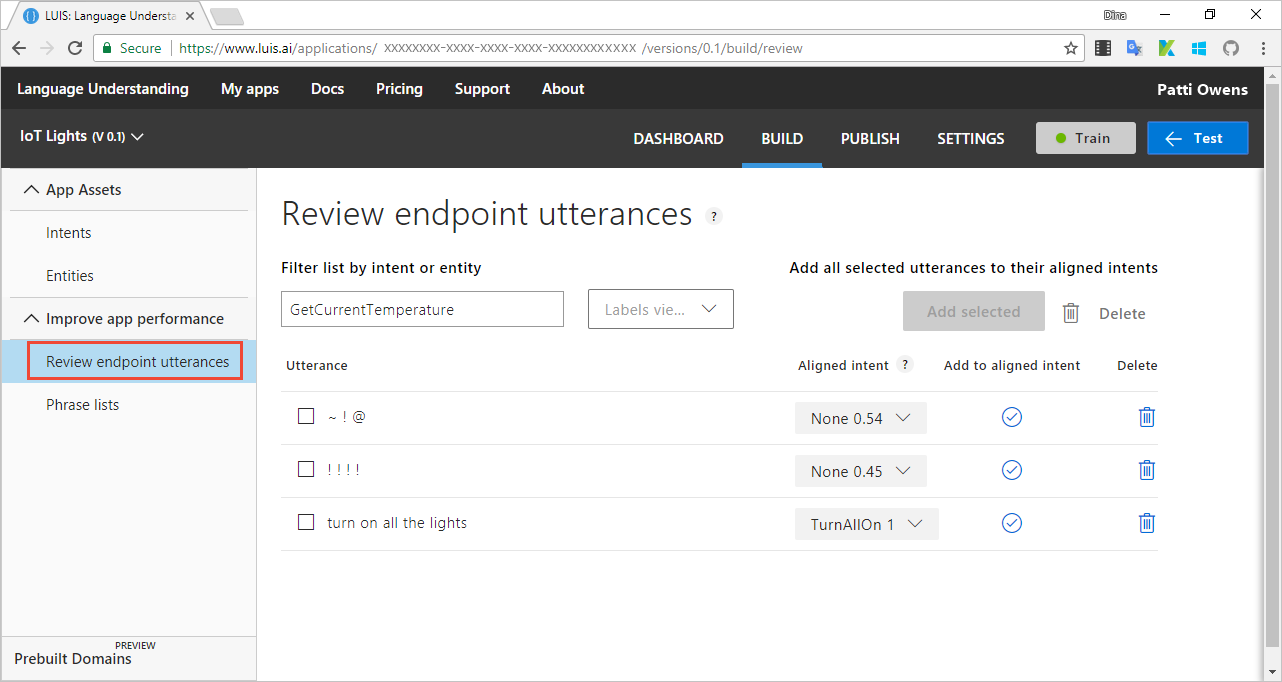 LUIS: Language Understa
Dina
Secure https://www.luis.ai/applications/ XXXXXXXX-XXXX-XXXX-XXXX-XXXXXXXXXXXX /versions/0.1/build/review
Language Understanding My apps Docs Pricing Support About Patti Owens
IoT Lights (V 0.1) DASHBOARD BUILD PUBLISH SETTINGS Train Test
App Assets
Intents
Entities
Improve app performance
Review endpoint utterances
Phrase lists
PREVIEW
Prebuilt Domains
Review endpoint utterances ?
Filter list by intent or entity Add all selected utterances to their aligned intents
GetCurrentTemperature Labels vie... Add selected Delete
Utterance Aligned intent ? Add to aligned intent Delete
~ ! @ None 0.54
! ! ! ! None 0.45
turn on all the lights TurnAllOn 1